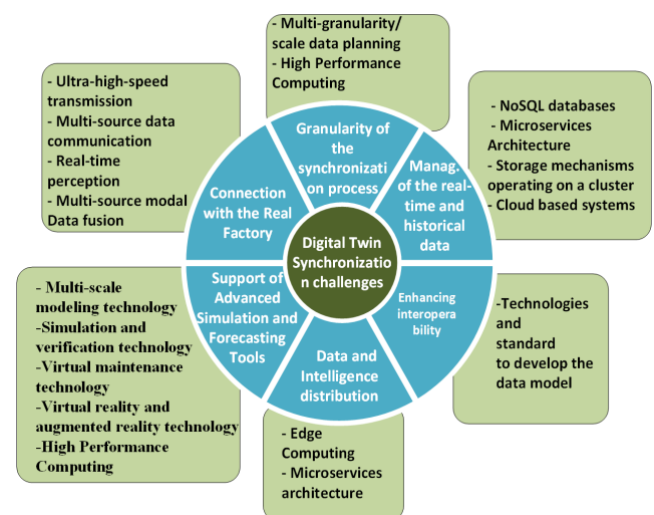 - Multi-granularity/
scale data planning
- High Performance
Computing
- Ultra-high-speed
transmission
- Multi-source data
communication
- Real-time
perception
- Multi-source modal
Data fusion
- NoSQL databases
- Microservices
Architecture
- Storage mechanisms
operating on a cluster
- Cloud based systems
Granularity of
the
synchronizati
on process
Manag.
of the real-
time and
historical
data
Connection
with the Real
Factory
Digital Twin
Synchronizatio
n challenges
Support of
Advanced
Simulation and
Forecasting
Tools
Enhancing
interopera
bility
Data and
Intelligence
distribution
- Multi-scale
modeling technology
-Simulation and
verification technology
-Virtual maintenance
technology
-Virtual reality and
augmented reality technology
-High Performance
Computing
-Technologies
and
standard
to develop the
data model
- Edge
Computing
- Microservices
architecture